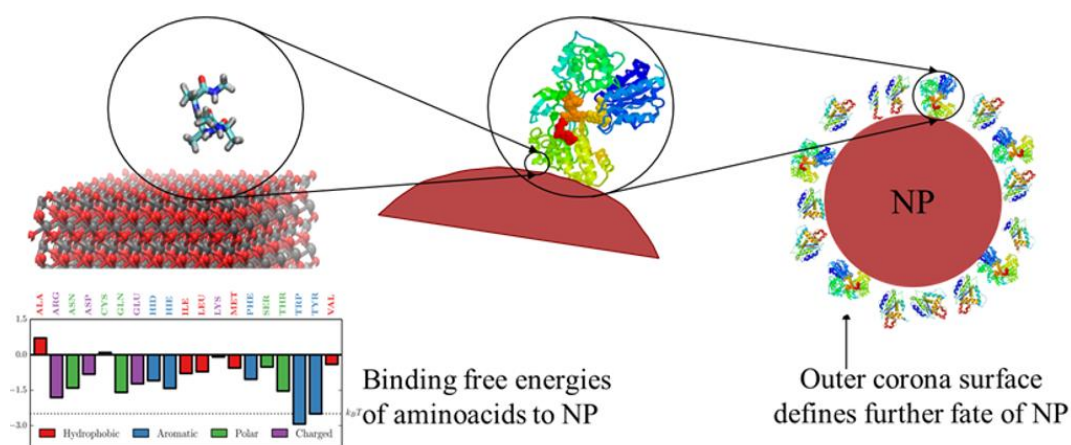 NP
ALA ARG ASN ASP CYS GLN GLU HID HIE ILE LEU LYS MET PHE SER THR TRP TYR VAL
1.5
0.0
−1.5
−3.0
k_BT
Hydrophobic Aromatic Polar Charged
Binding free energies
of aminoacids to NP
Outer corona surface
defines further fate of NP